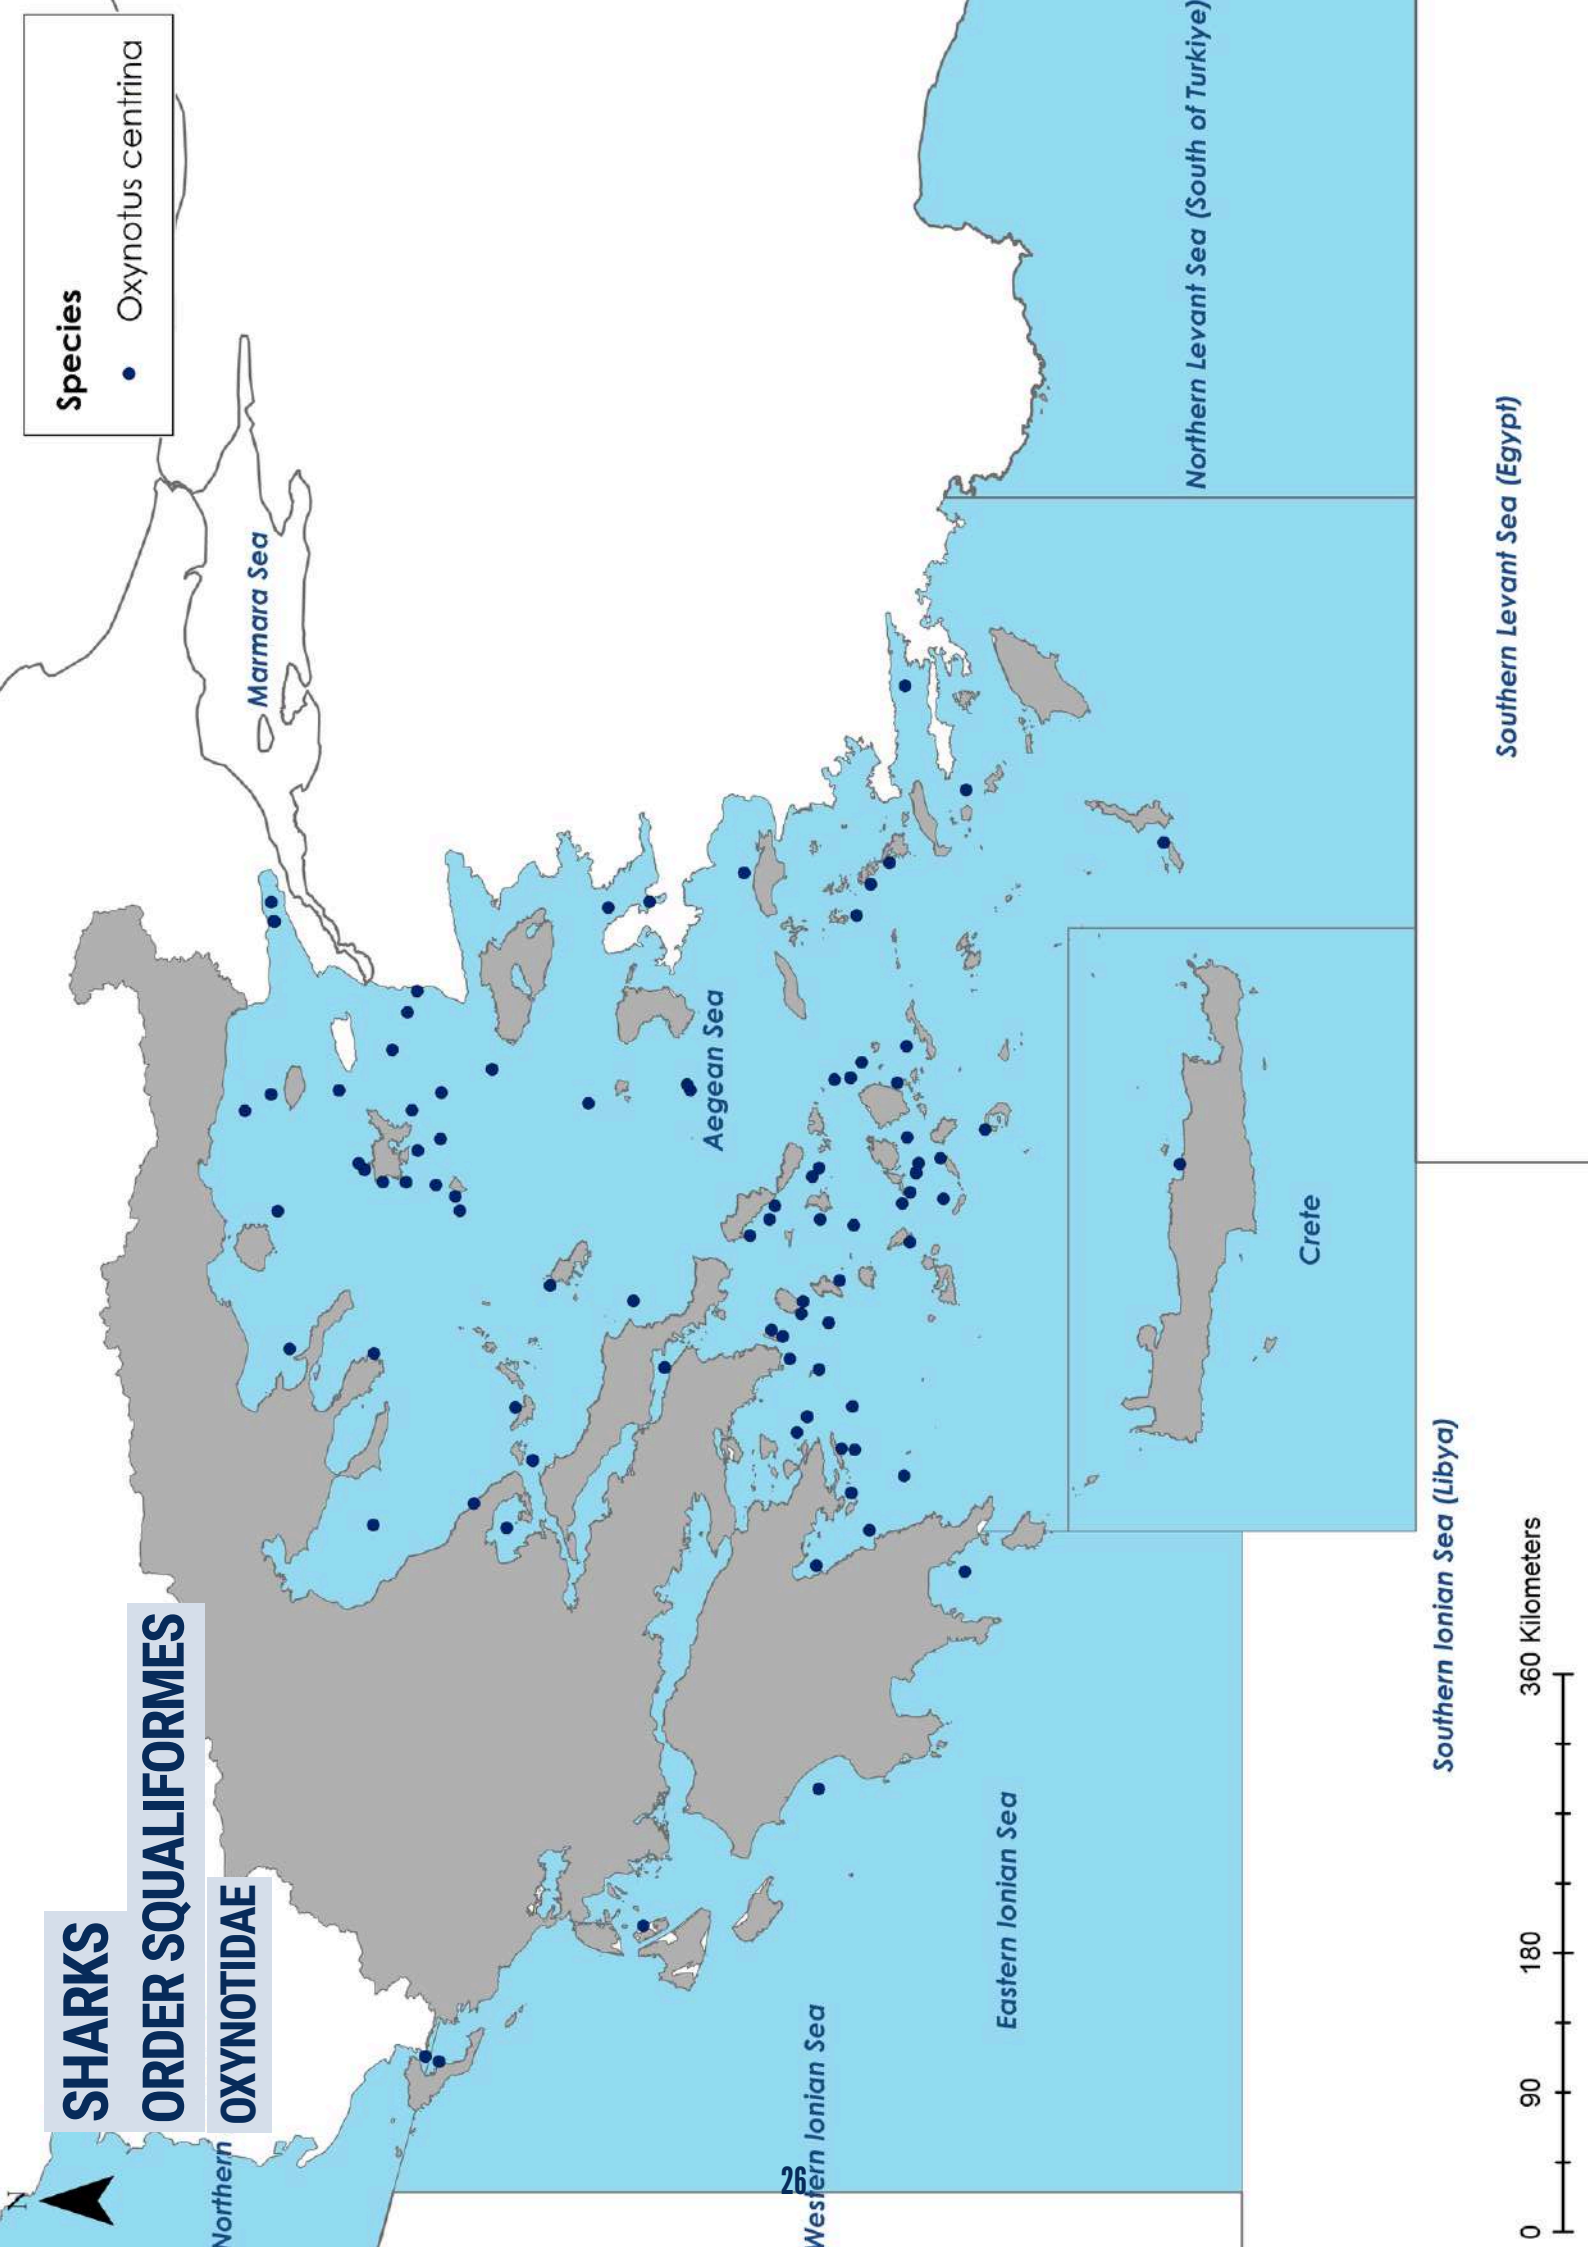 SHARKS
ORDER SQUALIFORMES
OXYNOTIDAE
Species
Oxynotus centrina
N
Northern
Marmara Sea
Aegean Sea
Western Ionian Sea
Eastern Ionian Sea
Crete
Northern Levant Sea (South of Turkiye)
Southern Ionian Sea (Libya)
Southern Levant Sea (Egypt)
0 90 180 360 Kilometers
26